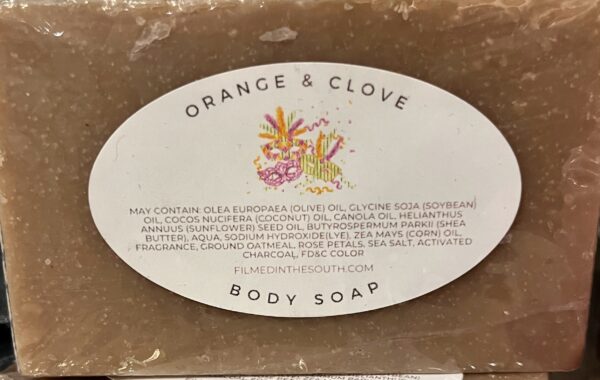 ORANGE & CLOVE
MAY CONTAIN: OLEA EUROPAEA (OLIVE) OIL, GLYCINE SOJA (SOYBEAN)
OIL, COCOS NUCIFERA (COCONUT) OIL, CANOLA OIL, HELIANTHUS
ANNUUS (SUNFLOWER) SEED OIL, BUTYROSPERMUM PARKII (SHEA
BUTTER), AQUA, SODIUM HYDROXIDE(LYE), ZEA MAYS (CORN) OIL,
FRAGRANCE, GROUND OATMEAL, ROSE PETALS, SEA SALT, ACTIVATED
CHARCOAL, FD&C COLOR
FILMEDINTHESOUTH.COM
BODY SOAP